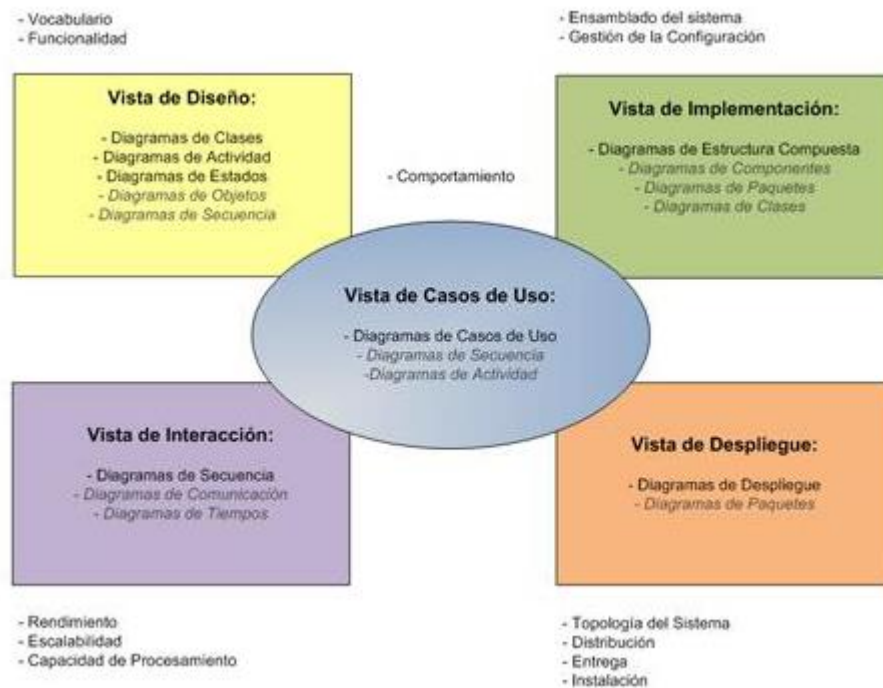 - Vocabulario
- Funcionalidad
- Ensamblado del sistema
- Gestión de la Configuración
Vista de Diseño:
- Diagramas de Clases
- Diagramas de Actividad
- Diagramas de Estados
- Diagramas de Objetos
- Diagramas de Secuencia
Vista de Implementación:
- Diagramas de Estructura Compuesta
- Diagramas de Componentes
- Diagramas de Paquetes
- Diagramas de Clases
- Comportamiento
Vista de Casos de Uso:
- Diagramas de Casos de Uso
- Diagramas de Secuencia
-Diagramas de Actividad
Vista de Interacción:
- Diagramas de Secuencia
- Diagramas de Comunicación
- Diagramas de Tiempos
Vista de Despliegue:
- Diagramas de Despliegue
- Diagramas de Paquetes
- Rendimiento
- Escalabilidad
- Capacidad de Procesamiento
- Topología del Sistema
- Distribución
- Entrega
- Instalación